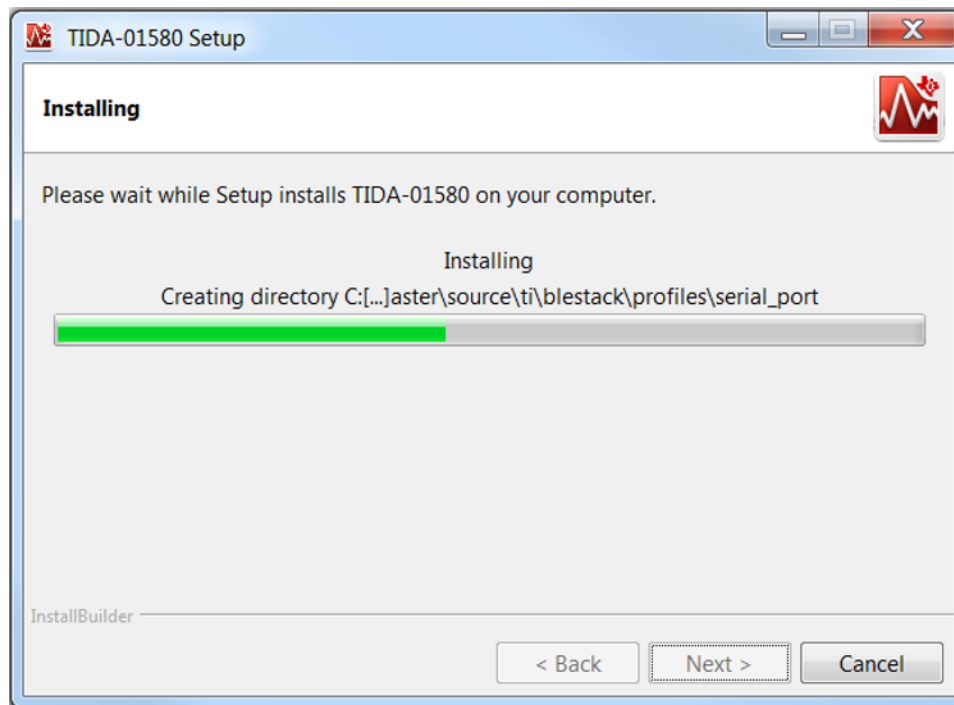 TIDA-01580 Setup
Installing
Please wait while Setup installs TIDA-01580 on your computer.
Installing
Creating directory C:[...]aster\source\ti\blestack\profiles\serial_port
InstallBuilder
< Back Next > Cancel